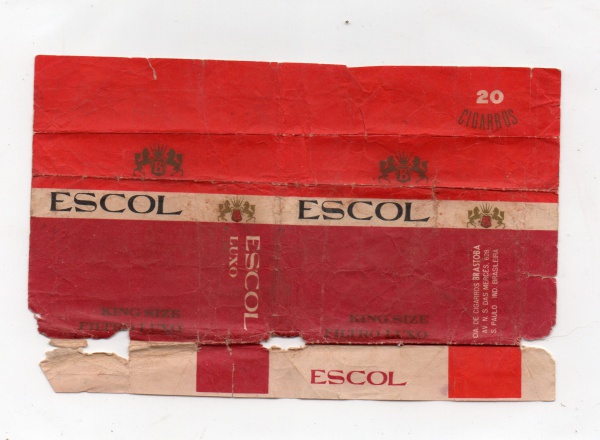 20
CIGARROS
ESCOL
ESCOL
ESCOL
LUXO
CIA. DE CIGARROS BRASTOBA
AV. N. S. DAS MERCÊS, 826
S. PAULO IND. BRASILEIRA
KING SIZE
FILTRO LUXO
KING SIZE
FILTRO LUXO
ESCOL